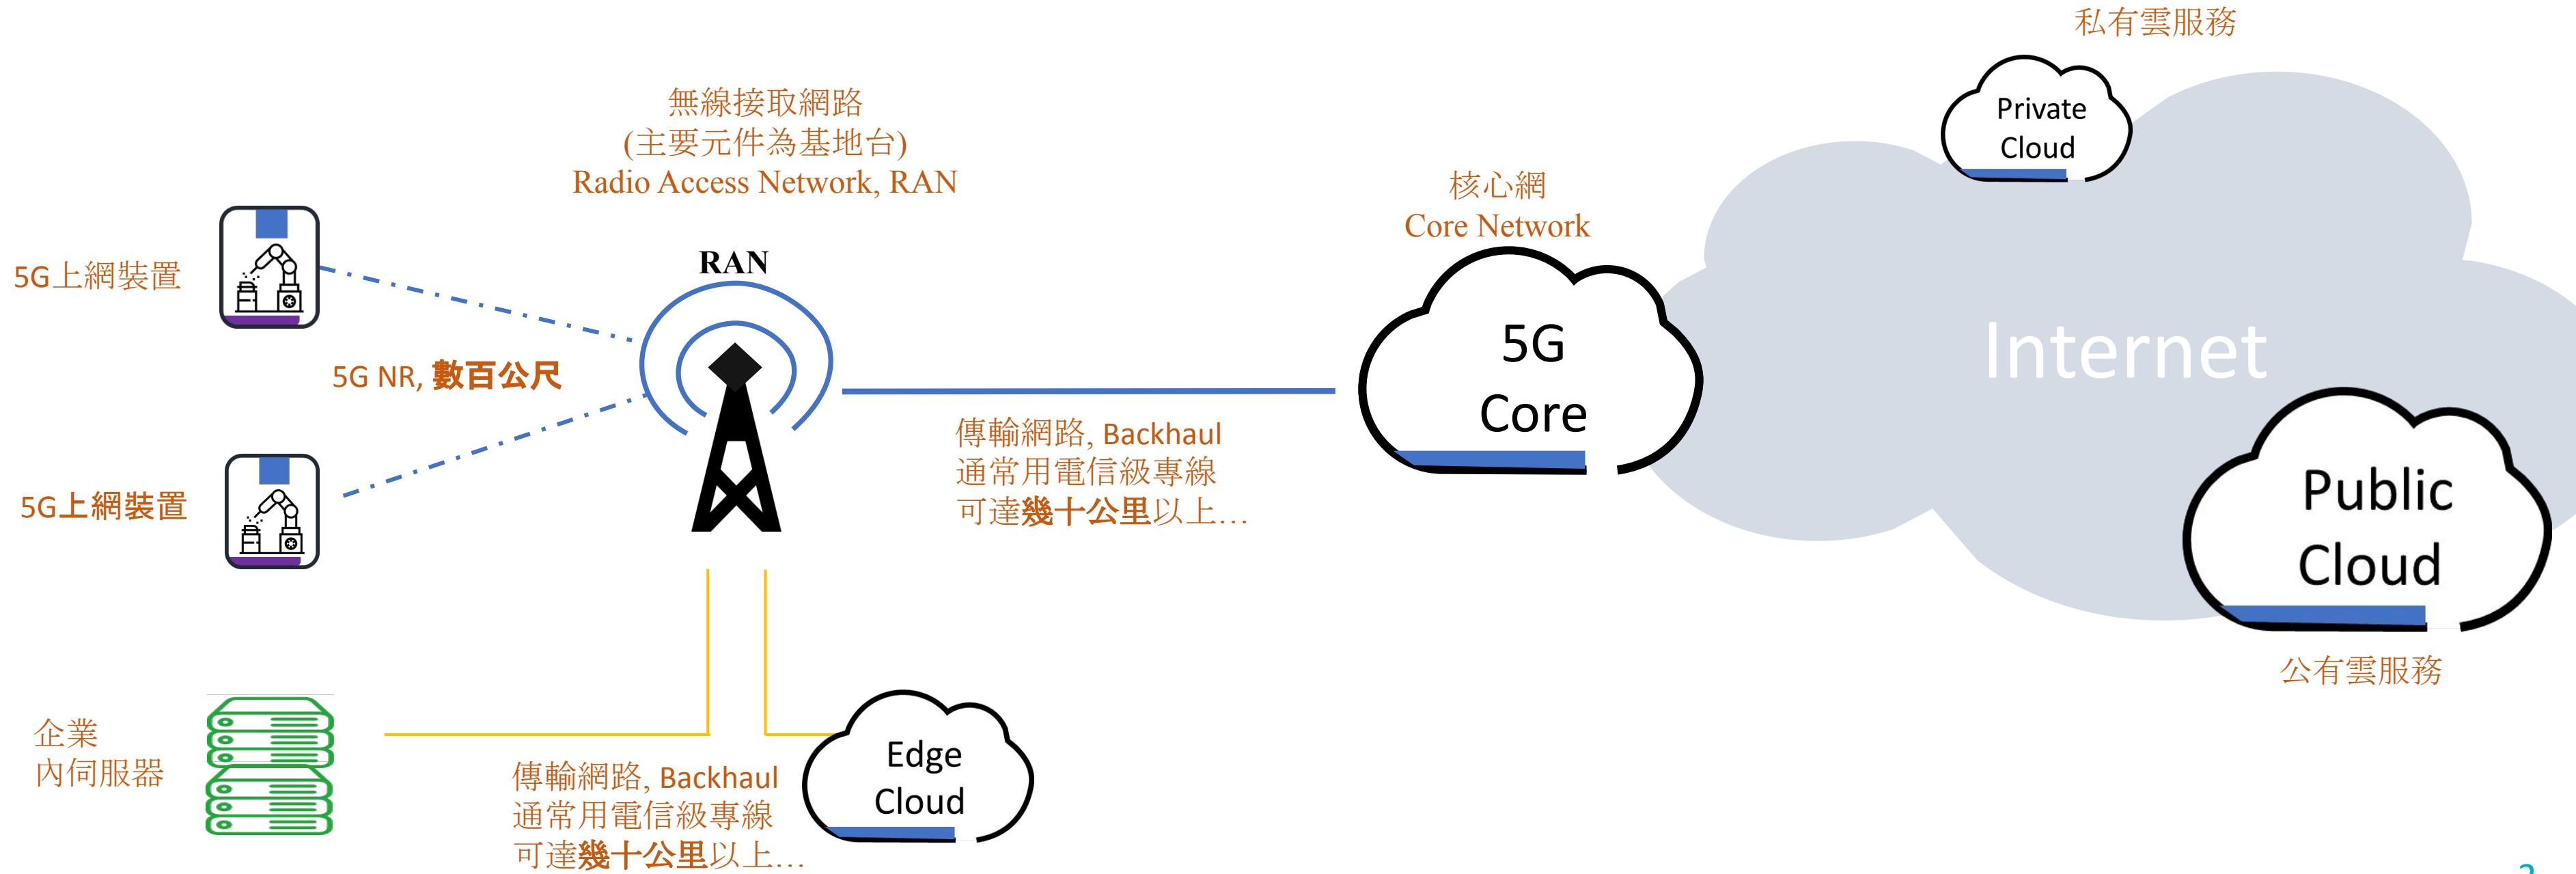 私有雲服務
Private
Cloud
無線接取網路
(主要元件為基地台)
Radio Access Network, RAN
核心網
Core Network
RAN
5G上網裝置
5G
Core
Internet
5G NR, 數百公尺
傳輸網路, Backhaul
通常用電信級專線
可達幾十公里以上…
5G上網裝置
Public
Cloud
公有雲服務
企業
內伺服器
Edge
Cloud
傳輸網路, Backhaul
通常用電信級專線
可達幾十公里以上…